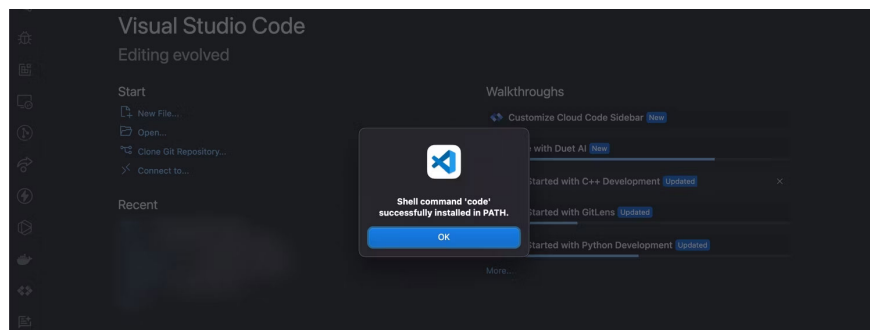 Visual Studio Code
Editing evolved
Start
New File...
Open...
Clone Git Repository...
Connect to...
Recent
Walkthroughs
Customize Cloud Code Sidebar New
with Duet AI New
Started with C++ Development Updated
Started with GitLens Updated
Started with Python Development Updated
More...
Shell command 'code'
successfully installed in PATH.
OK